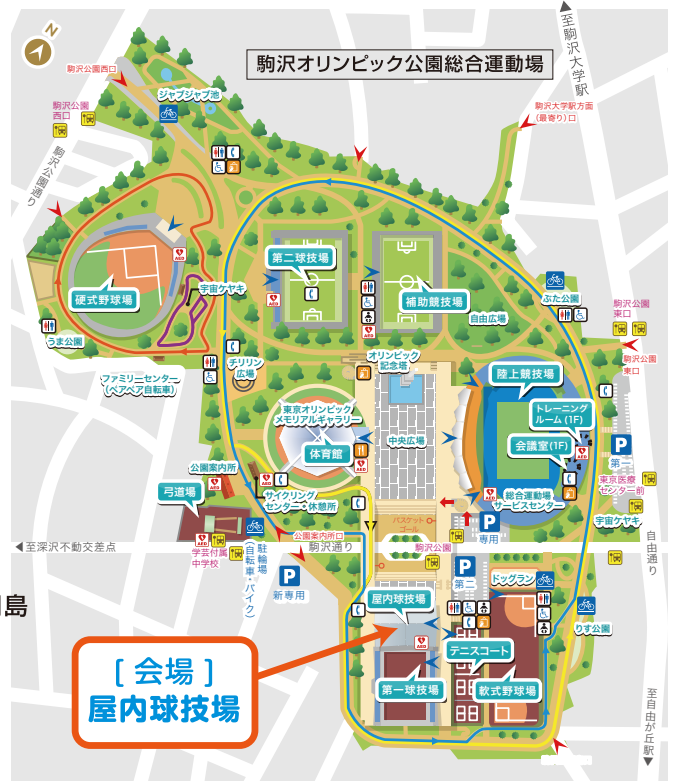 N
駒沢オリンピック公園総合運動場
至駒沢大学駅
駒沢公園西口
ジャブジャブ池
駒沢公園
西口
駒沢公園通り
駒沢大学駅方面
(最寄り)口
第二球技場
補助競技場
自由広場
硬式野球場
宇宙ケヤキ
うま公園
ぶた公園
駒沢公園
東口
駒沢公園
東口
ファミリーセンター
(ペアペア自転車)
チリリン
広場
オリンピック
記念塔
陸上競技場
トレーニング
ルーム(1F)
会議室(1F)
東京オリンピック
メモリアルギャラリー
体育館
中央広場
P
第一
公園案内所
弓道場
サイクリング
センター・休憩所
総合運動場
サービスセンター
東京医療
センター前
宇宙ケヤキ
バスケット
ゴール
P
専用
至深沢不動交差点
学芸付属
中学校
駐輪場
(自転車・バイク)
公園案内所口
駒沢通り
駒沢公園
自由通り
P
新専用
P
第二
ドッグラン
りす公園
屋内球技場
テニスコート
第一球技場
軟式野球場
AED
AED
AED
AED
AED
AED
AED
AED
AED
AED
島
[会場]
屋内球技場
至自由が丘駅